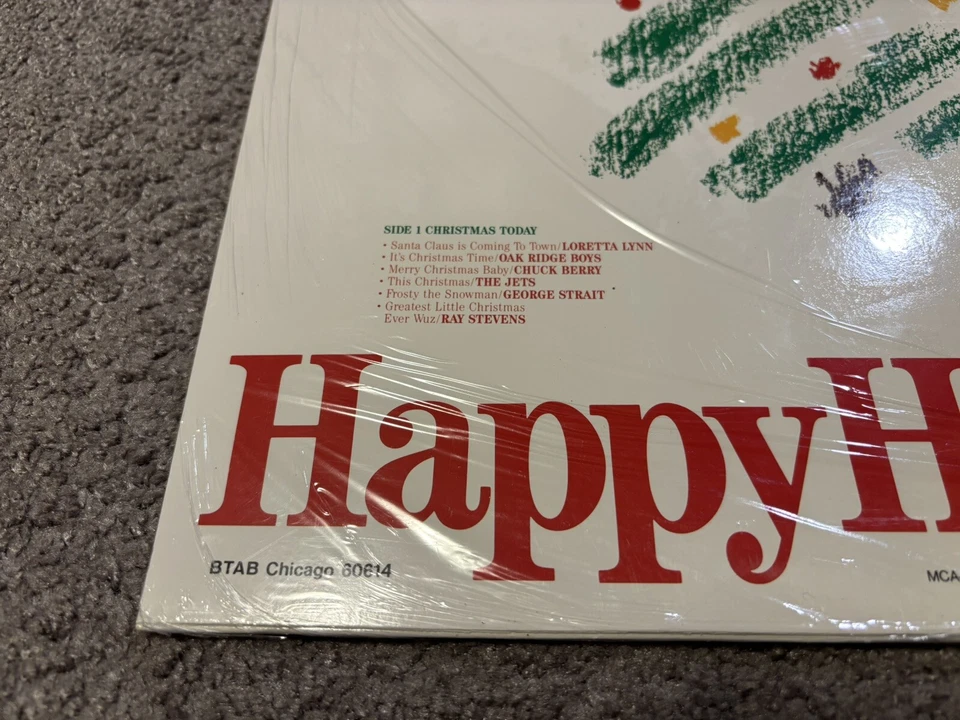 SIDE 1 CHRISTMAS TODAY
• Santa Claus is Coming To Town/LORETTA LYNN
• It's Christmas Time/OAK RIDGE BOYS
• Merry Christmas Baby/CHUCK BERRY
• This Christmas/THE JETS
• Frosty the Snowman/GEORGE STRAIT
• Greatest Little Christmas
Ever Wuz/RAY STEVENS
HappyH
BTAB Chicago 60614
MCA